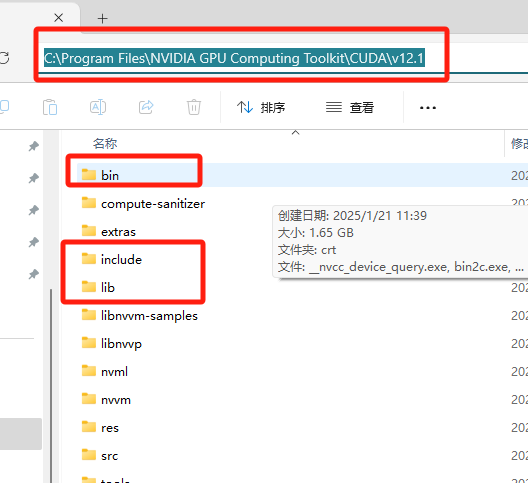 C:\Program Files\NVIDIA GPU Computing Toolkit\CUDA\v12.1
排序
查看
名称
修改
bin
202
compute-sanitizer
202
extras
创建日期: 2025/1/21 11:39
大小: 1.65 GB
include
文件夹: crt
文件: __nvcc_device_query.exe, bin2c.exe, ...
lib
202
libnvvm-samples
202
libnvvp
202
nvml
202
nvvm
202
res
202
src
202
tools